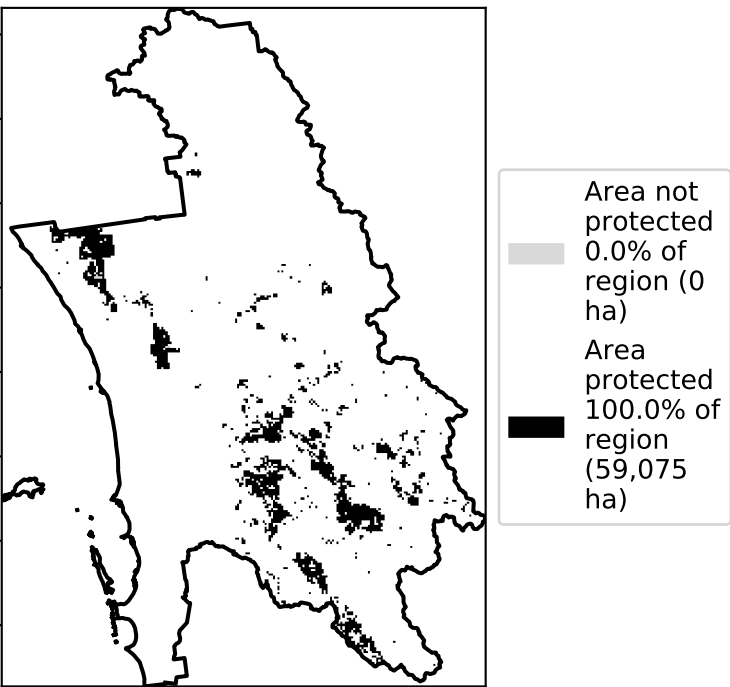 Area not
protected
0.0% of
region (0
ha)
Area
protected
100.0% of
region
(59,075
ha)